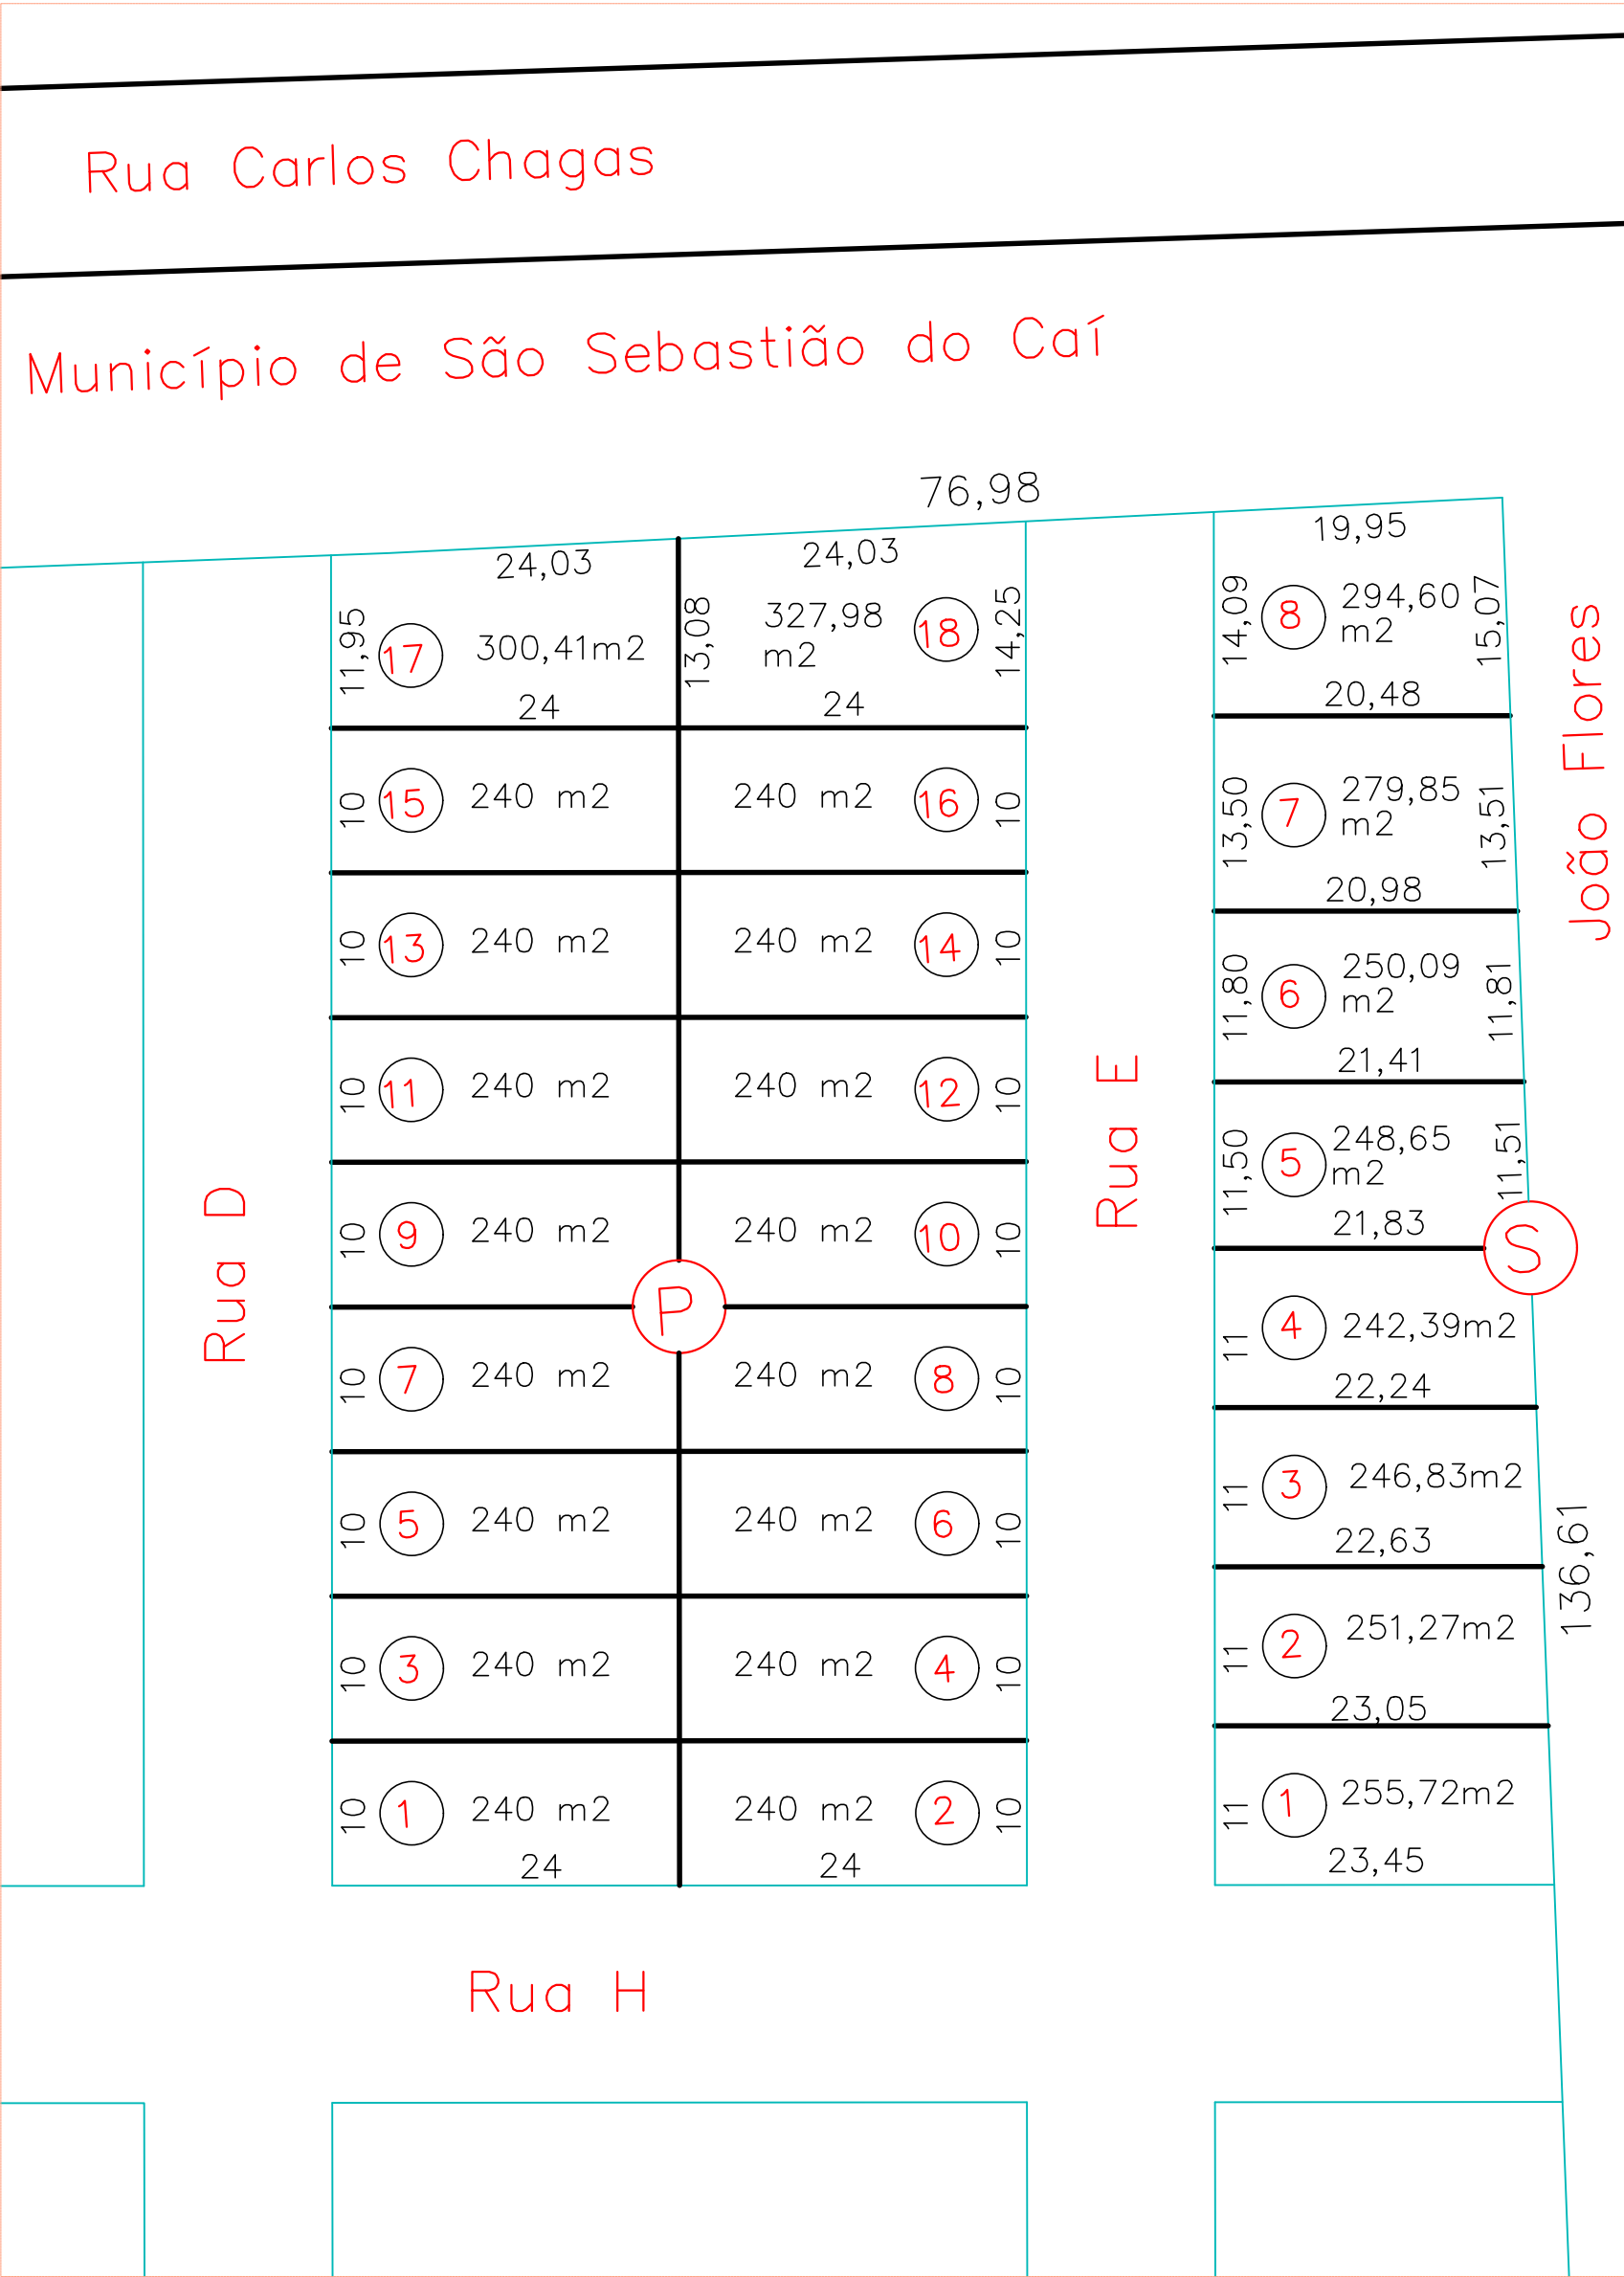 Rua Carlos Chagas
Município de São Sebastião do Caí
76,98
24,03
24,03
19,95
11,95
17
300,41m2
13,08
327,98
m2
18
14,25
14,09
8
294,60
m2
15,07
24
24
20,48
10
15
240 m2
240 m2
16
10
13,50
7
279,85
m2
13,51
20,98
10
13
240 m2
240 m2
14
10
11,80
6
250,09
m2
11,81
21,41
10
11
240 m2
240 m2
12
10
11,50
5
248,65
m2
11,51
21,83
10
9
240 m2
240 m2
10
10
P
S
11
4
242,39m2
22,24
10
7
240 m2
240 m2
8
10
11
3
246,83m2
22,63
10
5
240 m2
240 m2
6
10
11
2
251,27m2
23,05
10
3
240 m2
240 m2
4
10
11
1
255,72m2
23,45
10
1
240 m2
240 m2
2
10
24
24
Rua D
Rua E
João Flores
136,61
Rua H